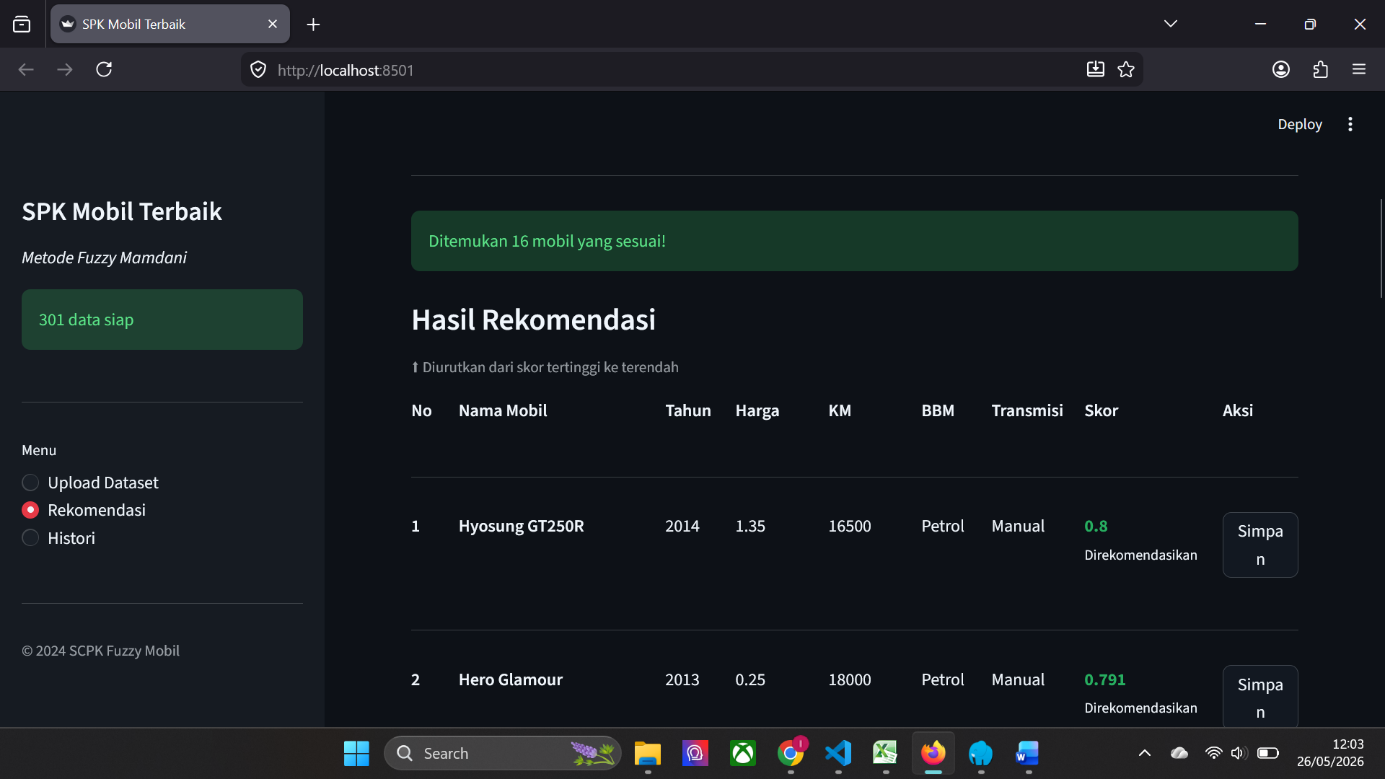 SPK Mobil Terbaik
http://localhost:8501
Deploy
SPK Mobil Terbaik
Metode Fuzzy Mamdani
301 data siap
Menu
Upload Dataset
Rekomendasi
Histori
© 2024 SCPK Fuzzy Mobil
Ditemukan 16 mobil yang sesuai!
Hasil Rekomendasi
⬆ Diurutkan dari skor tertinggi ke terendah
No Nama Mobil Tahun Harga KM BBM Transmisi Skor Aksi
1 Hyosung GT250R 2014 1.35 16500 Petrol Manual 0.8
Direkomendasikan
Simpa
n
2 Hero Glamour 2013 0.25 18000 Petrol Manual 0.791
Direkomendasikan
Simpa
n
Search
1
12:03
26/05/2026